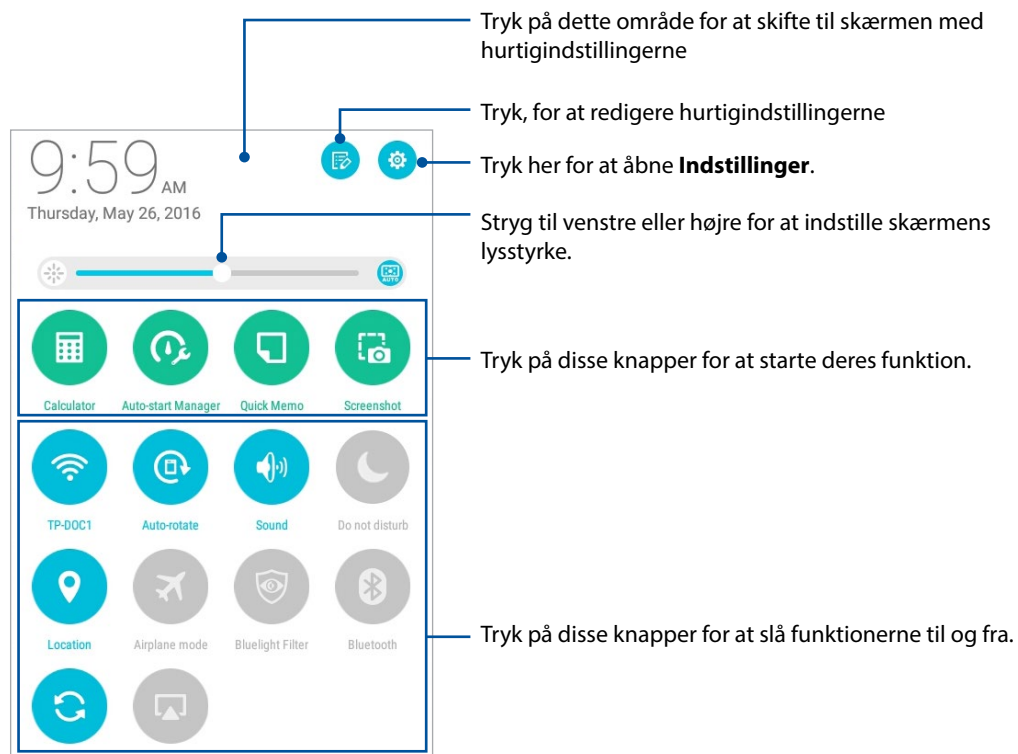 Tryk på dette område for at skifte til skærmen med
hurtigindstillingerne
Tryk, for at redigere hurtigindstillingerne
Tryk her for at åbne Indstillinger.
9:59 AM
Thursday, May 26, 2016
Stryg til venstre eller højre for at indstille skærmens
lysstyrke.
AUTO
Tryk på disse knapper for at starte deres funktion.
Calculator Auto-start Manager Quick Memo Screenshot
TP-DOC1 Auto-rotate Sound Do not disturb
Location Airplane mode Bluelight Filter Bluetooth
Tryk på disse knapper for at slå funktionerne til og fra.